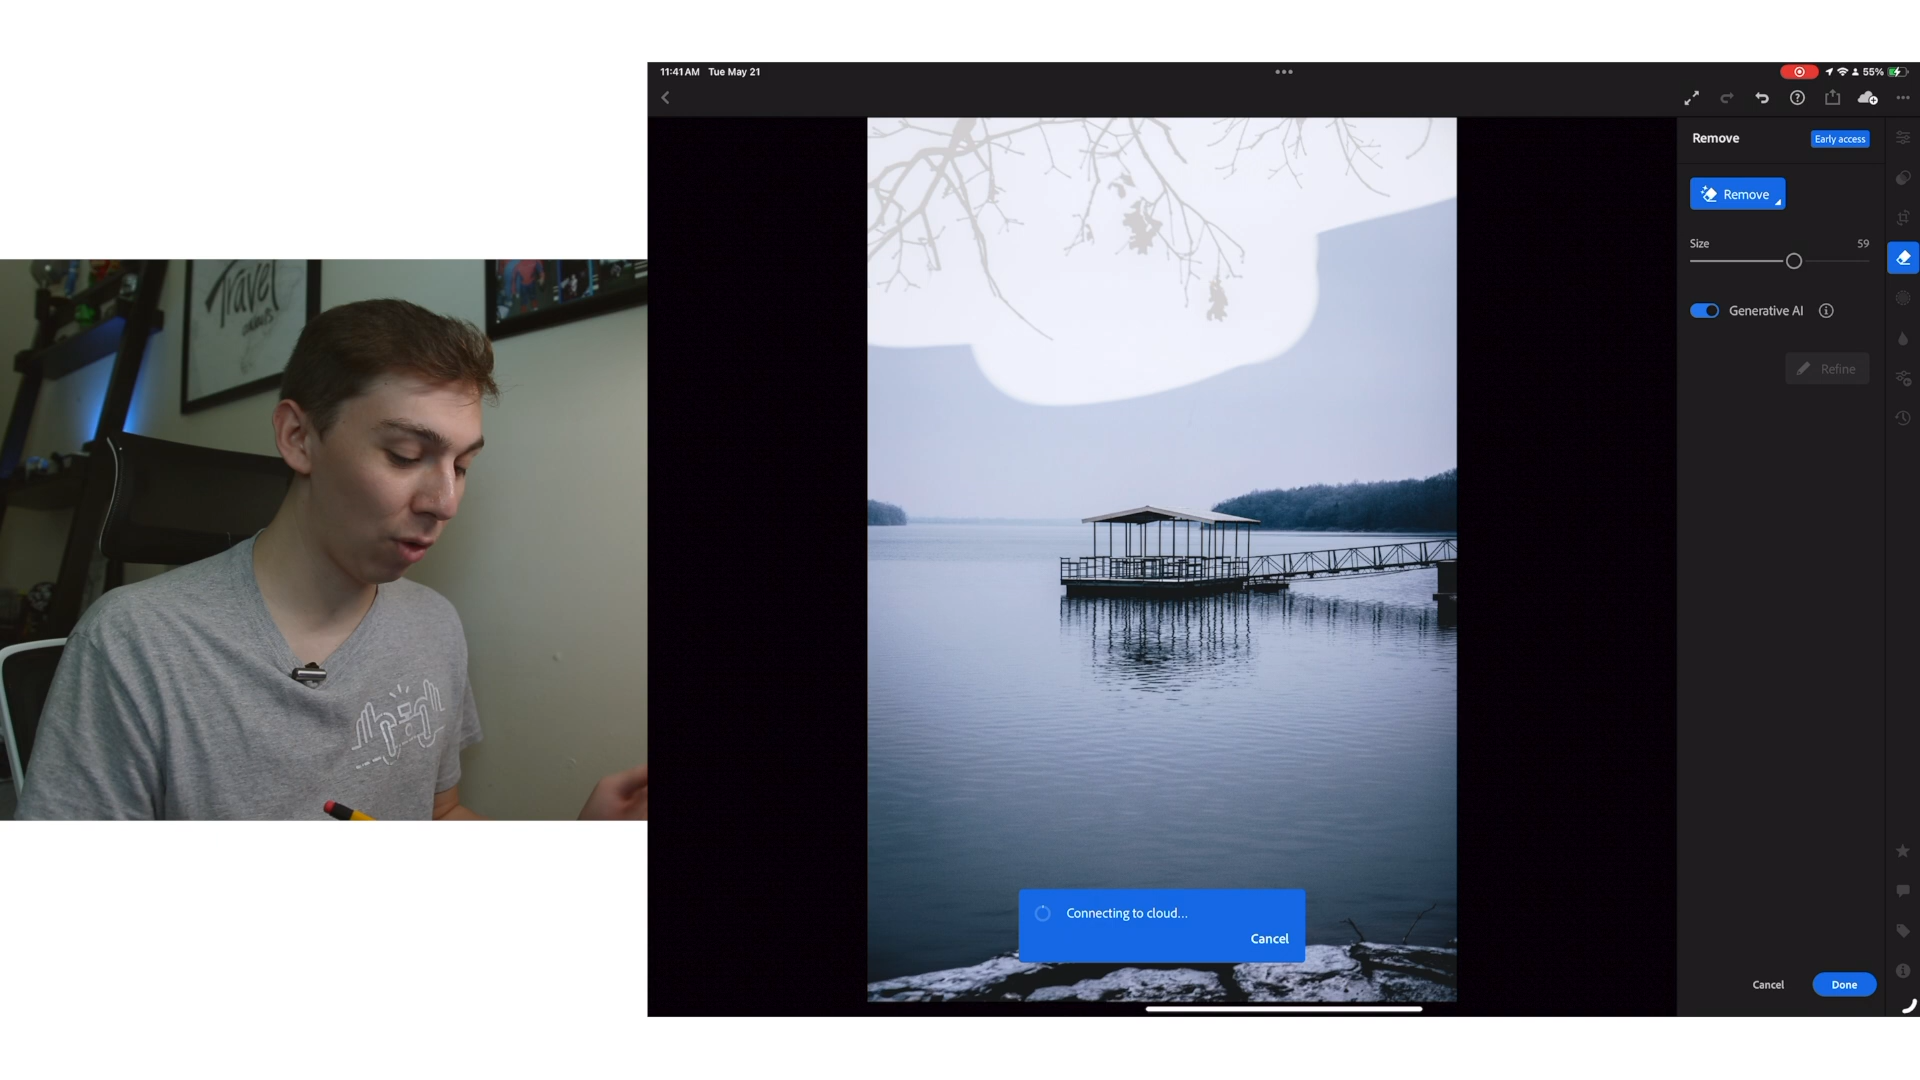 11:41 AM Tue May 21
55%
Remove
Early access
Remove
Size
59
Generative AI
Refine
Travel
Connecting to cloud...
Cancel
Cancel
Done